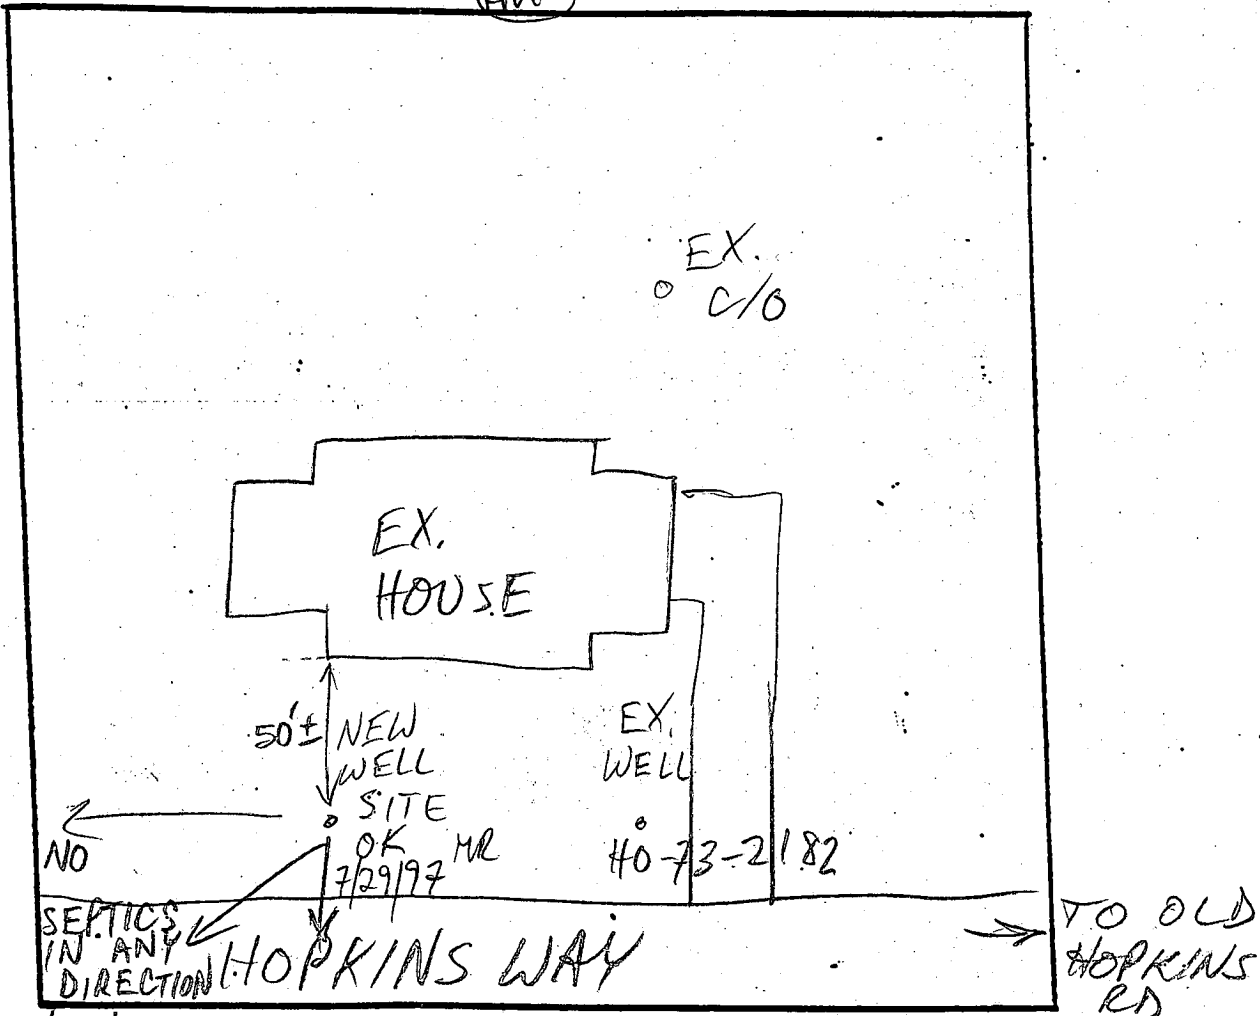 EX.
C/O
EX.
HOUSE
50'±
NEW
WELL
SITE
OK MR
7/29/97
EX.
WELL
HO-73-2182
NO
SEPTICS
IN ANY
DIRECTION
HOPKINS WAY
TO OLD
HOPKINS
RD